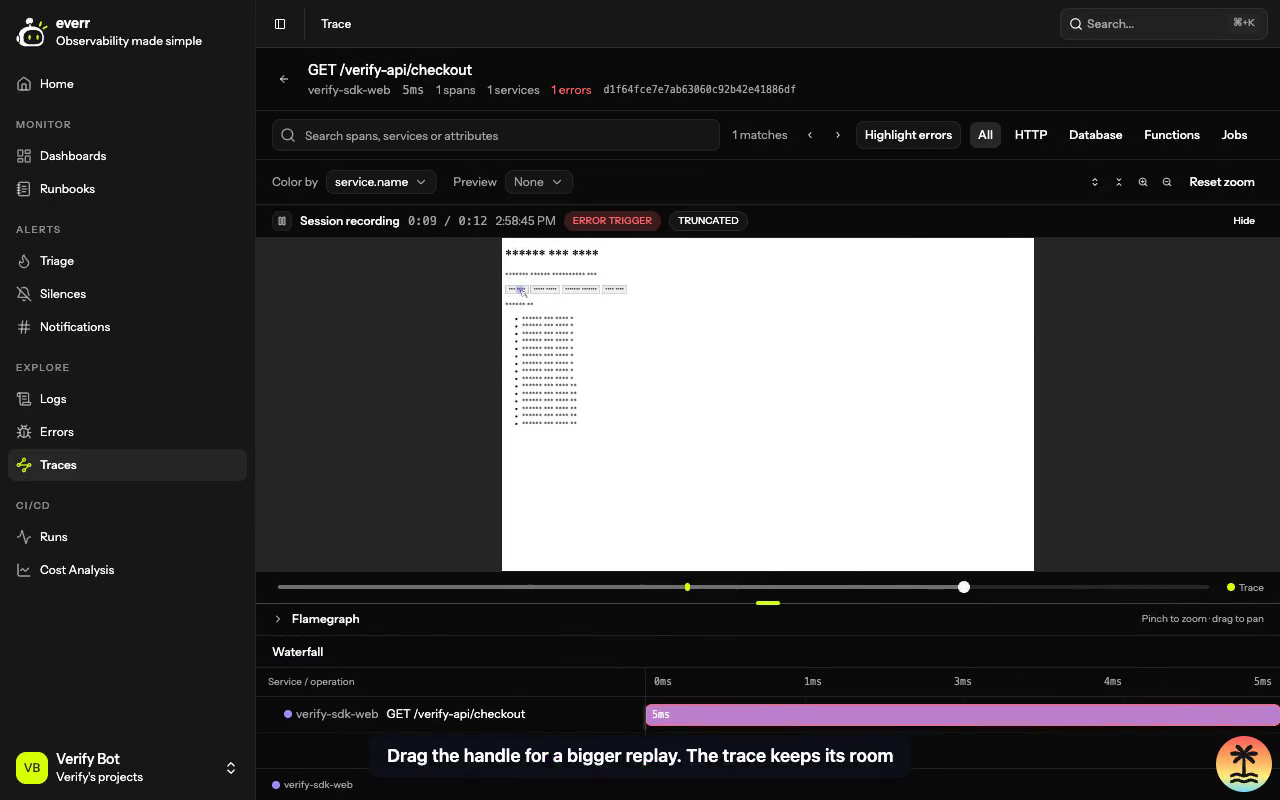 everr
Observability made simple
Home
MONITOR
Dashboards
Runbooks
ALERTS
Triage
Silences
Notifications
EXPLORE
Logs
Errors
Traces
CI/CD
Runs
Cost Analysis
VB
Verify Bot
Verify's projects
Trace
Search...
⌘+K
GET /verify-api/checkout
verify-sdk-web 5ms 1 spans 1 services 1 errors d1f64fce7e7ab63060c92b42e41886df
Search spans, services or attributes
1 matches
Highlight errors
All
HTTP
Database
Functions
Jobs
Color by service.name
Preview None
Reset zoom
Session recording 0:09 / 0:12 2:58:45 PM ERROR TRIGGER TRUNCATED
Hide
****** *** ****
******* ****** ********** ***
****** **
****** *** **** *
****** *** **** *
****** *** **** *
****** *** **** *
****** *** **** *
****** *** **** *
****** *** **** *
****** *** **** *
****** *** **** *
****** *** **** **
****** *** **** **
****** *** **** **
****** *** **** **
****** *** **** **
****** *** **** **
Trace
Flamegraph
Pinch to zoom · drag to pan
Waterfall
Service / operation
0ms 1ms 3ms 4ms 5ms
verify-sdk-web GET /verify-api/checkout
5ms
Drag the handle for a bigger replay. The trace keeps its room
verify-sdk-web